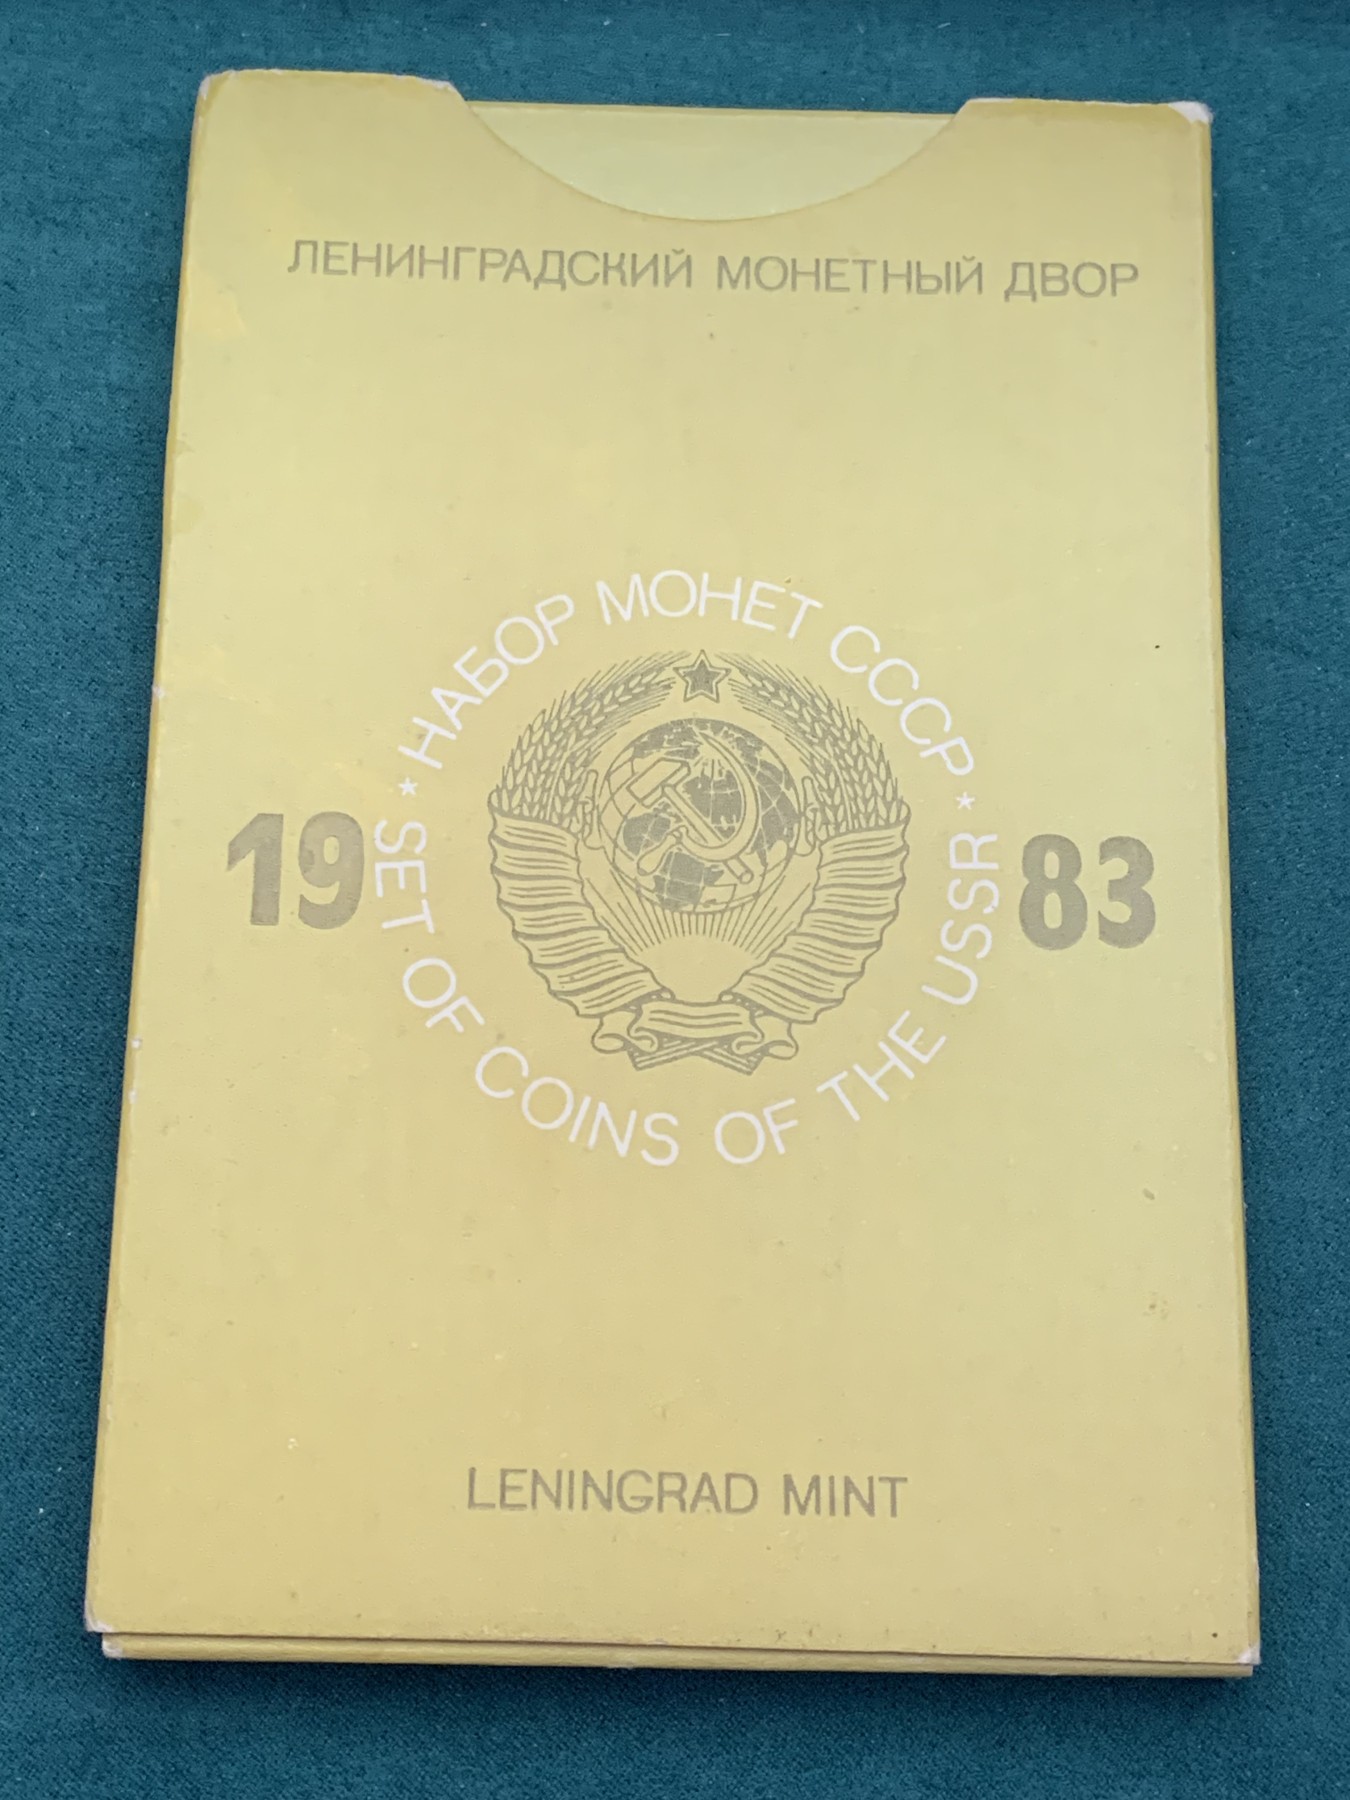 ЛЕНИНГРАДСКИЙ МОНЕТНЫЙ ДВОР
* НАБОР МОНЕТ СССР *
19 83
SET OF COINS OF THE USSR
LENINGRAD MINT